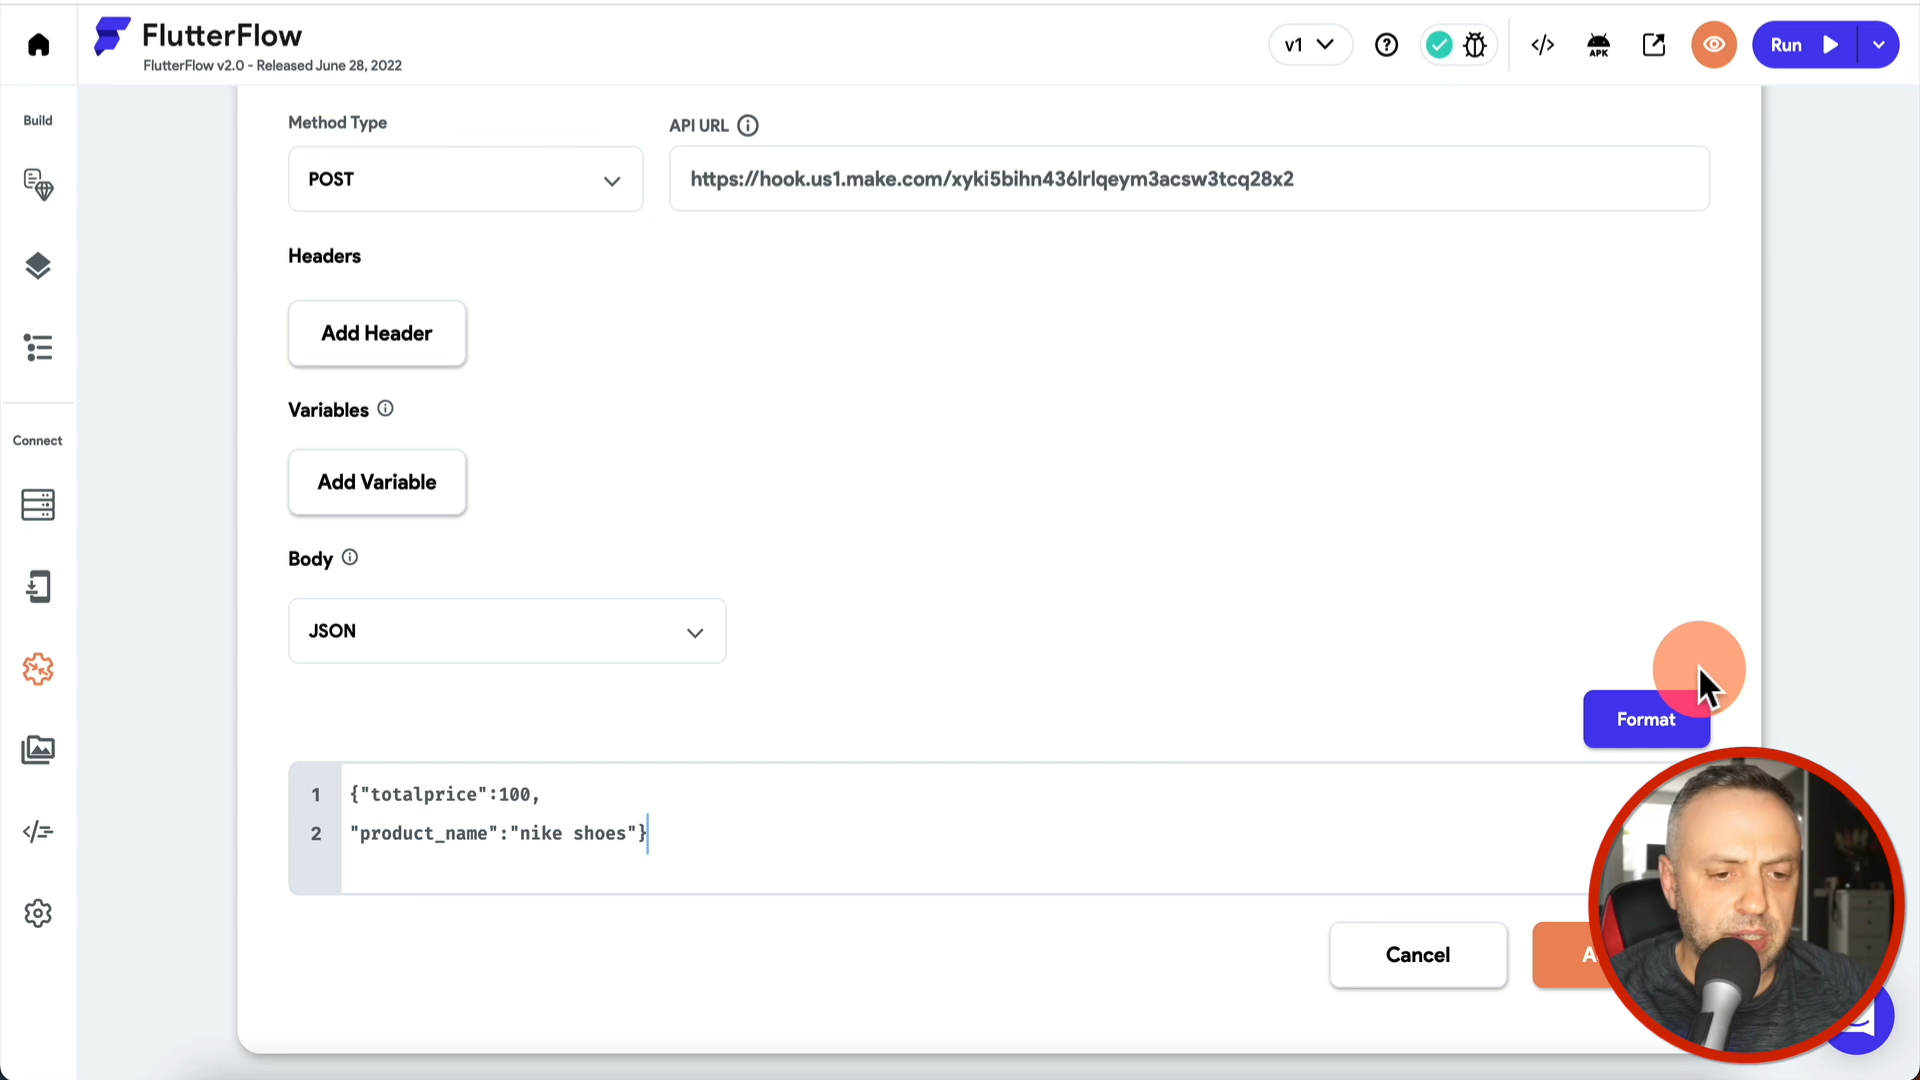 FlutterFlow
FlutterFlow v2.0 - Released June 28, 2022
v1
APK
Run
Build
Connect
Method Type
API URL
POST
https://hook.us1.make.com/xyki5bihn436lrlqeym3acsw3tcq28x2
Headers
Add Header
Variables
Add Variable
Body
JSON
Format
1 {"totalprice":100,
2 "product_name":"nike shoes"}
Cancel